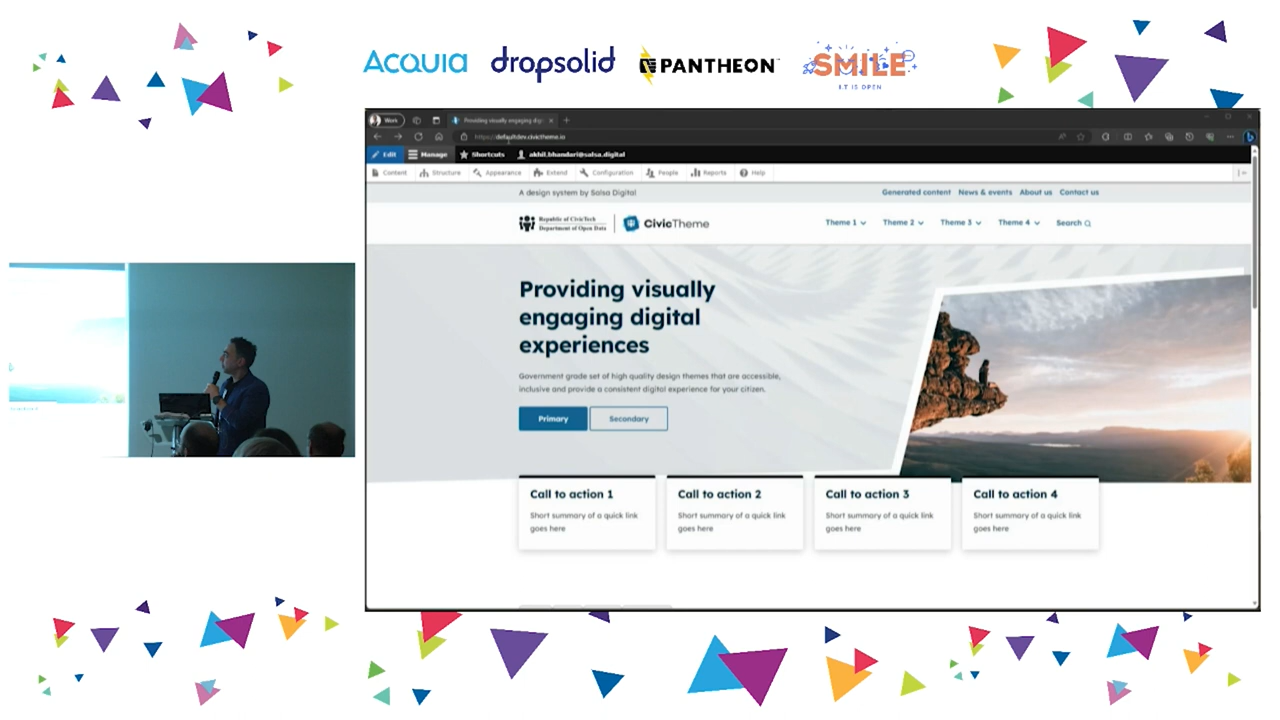 Acquia
dropsolid
PANTHEON
SMILE
I.T IS OPEN
Work
Providing visually engaging dig
https://defaultdev.civictheme.io
Edit
Manage
Shortcuts
akhil.bhandari@salsa.digital
Content
Structure
Appearance
Extend
Configuration
People
Reports
Help
A design system by Salsa Digital
Generated content
News & events
About us
Contact us
Republic of CivicTech
Department of Open Data
CivicTheme
Theme 1
Theme 2
Theme 3
Theme 4
Search
Providing visually
engaging digital
experiences
Government grade set of high quality design themes that are accessible,
inclusive and provide a consistent digital experience for your citizen.
Primary
Secondary
Call to action 1
Short summary of a quick link
goes here
Call to action 2
Short summary of a quick link
goes here
Call to action 3
Short summary of a quick link
goes here
Call to action 4
Short summary of a quick link
goes here